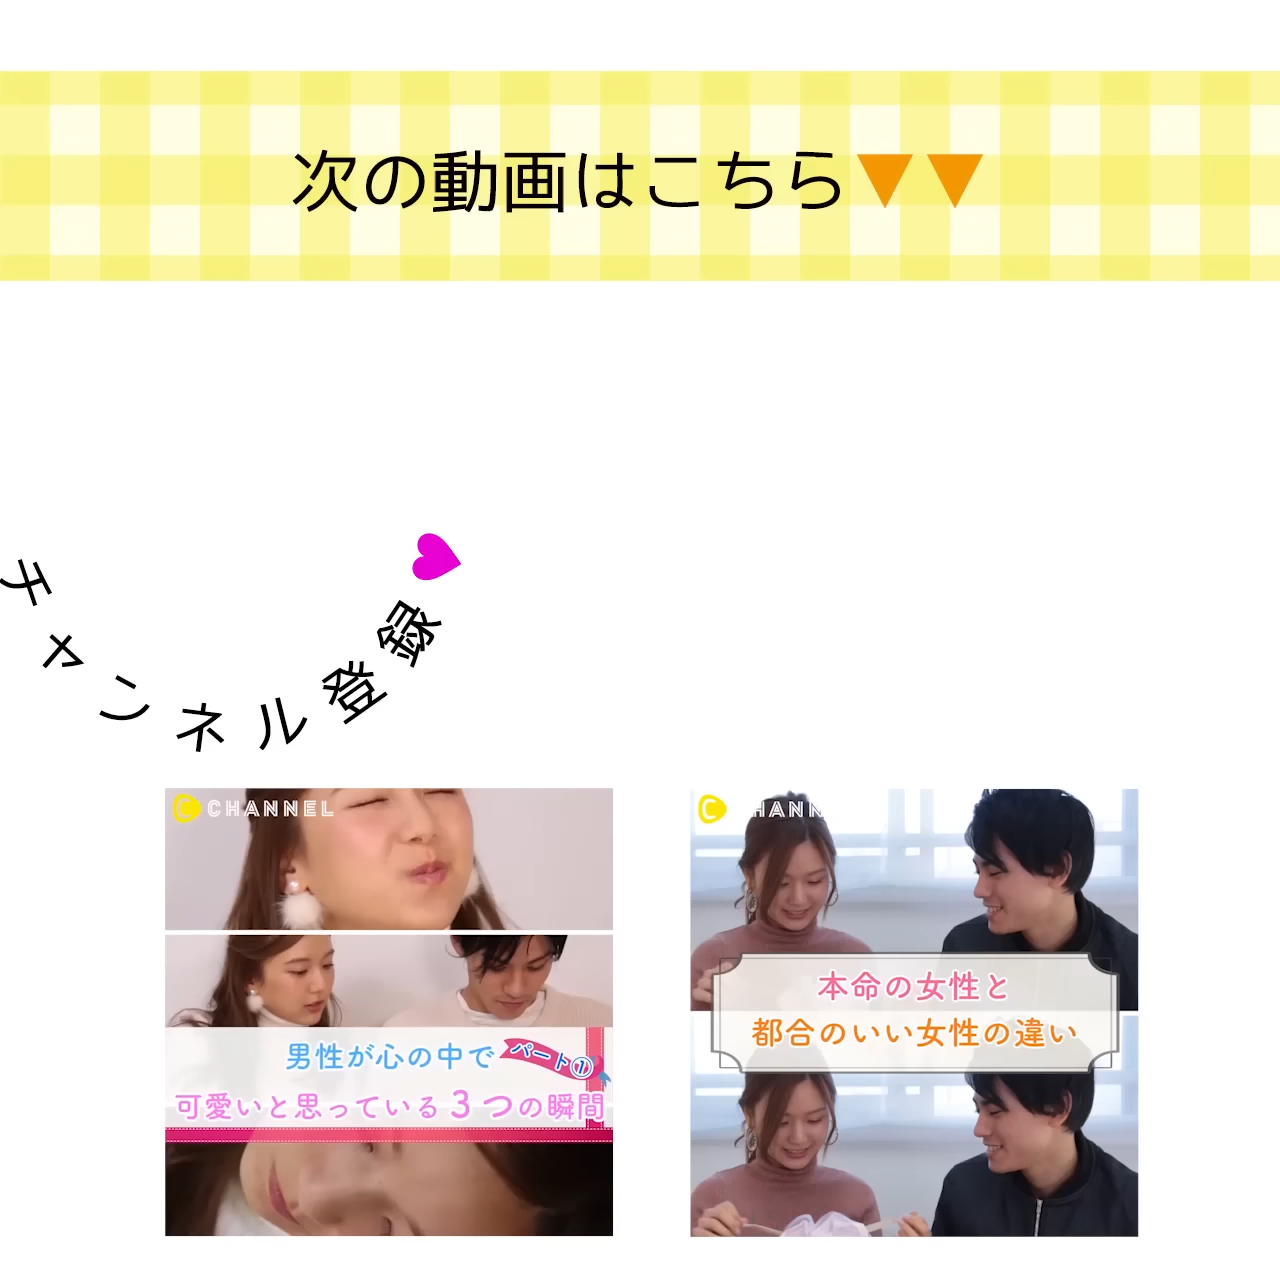 次の動画はこちら▼▼
チャンネル登録♥
C CHANNEL
男性が心の中で
パート①
可愛いと思っている3つの瞬間
C HANN
本命の女性と
都合のいい女性の違い